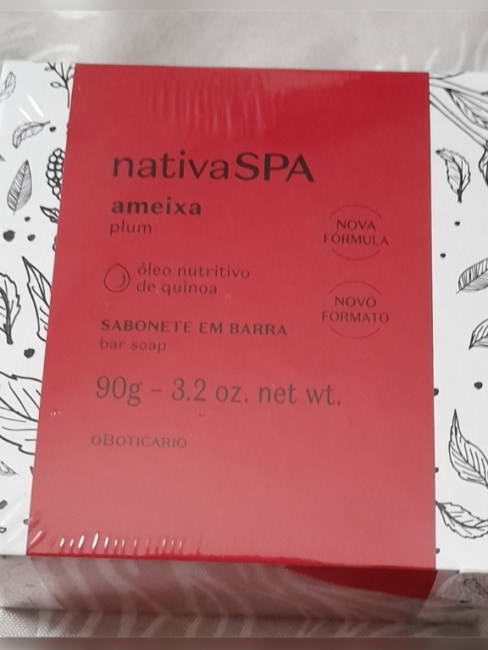 nativaSPA
ameixa
plum
NOVA
FÓRMULA
óleo nutritivo
de quinoa
NOVO
FORMATO
SABONETE EM BARRA
bar soap
90g - 3.2 oz. net wt.
oBOTICÁRIO